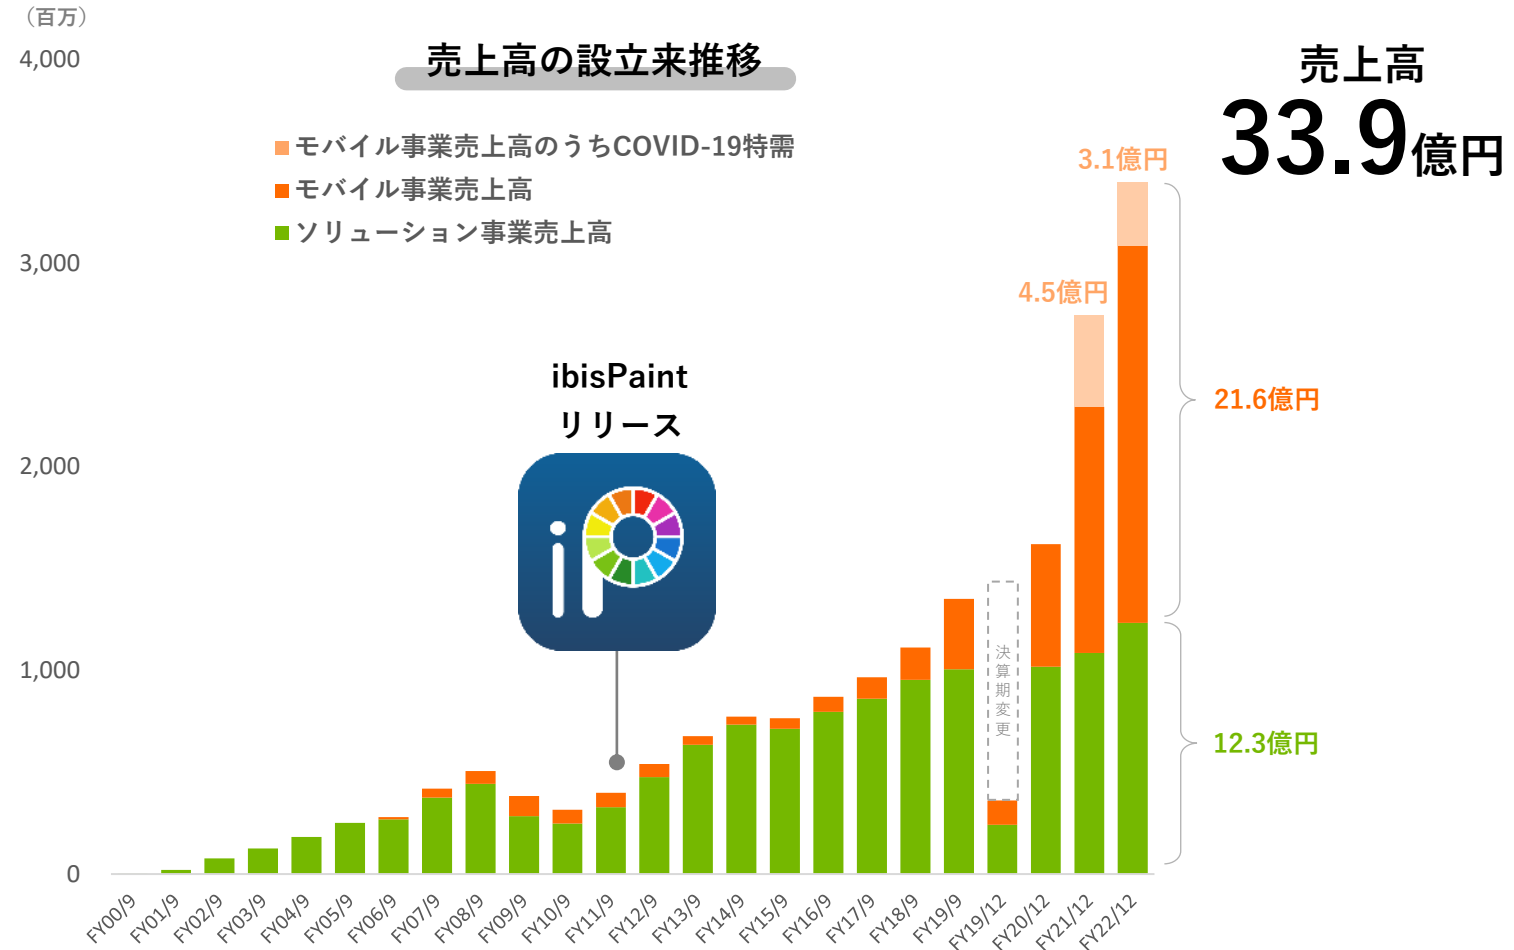 （百万）
4,000
3,000
2,000
1,000
0
売上高の設立来推移
モバイル事業売上高のうちCOVID-19特需
モバイル事業売上高
ソリューション事業売上高
売上高
33.9億円
3.1億円
4.5億円
21.6億円
12.3億円
ibisPaint
リリース
iP
決算期変更
FY00/9
FY01/9
FY02/9
FY03/9
FY04/9
FY05/9
FY06/9
FY07/9
FY08/9
FY09/9
FY10/9
FY11/9
FY12/9
FY13/9
FY14/9
FY15/9
FY16/9
FY17/9
FY18/9
FY19/9
FY19/12
FY20/12
FY21/12
FY22/12